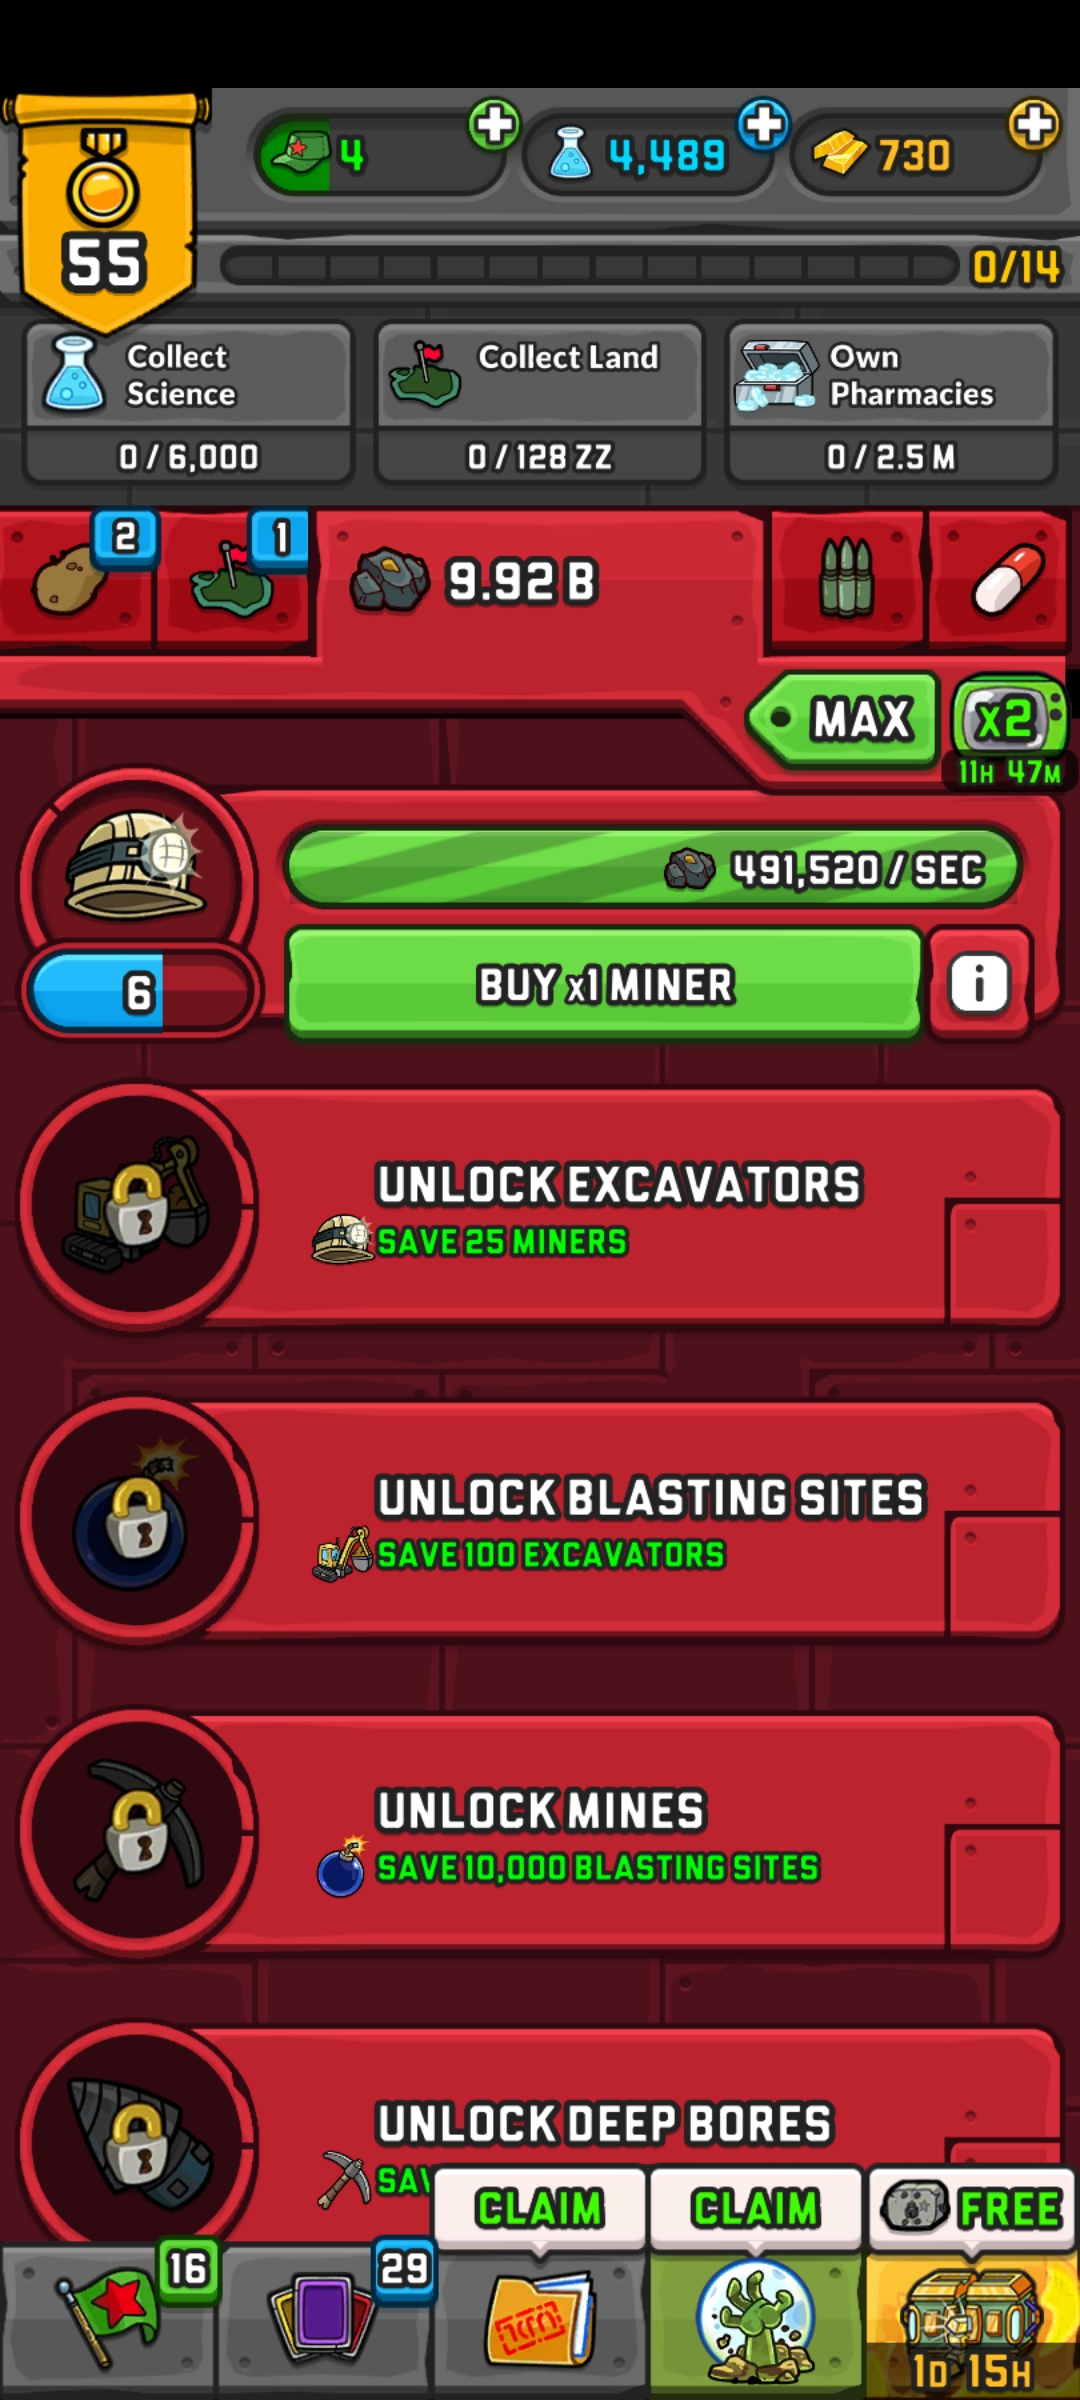 55
4
4,489
730
0/14
Collect
Science
0 / 6,000
Collect Land
0 / 128 ZZ
Own
Pharmacies
0 / 2.5 M
2
1
9.92 B
MAX
x2
11H 47M
491,520 / SEC
6
BUY x1 MINER
i
UNLOCK EXCAVATORS
SAVE 25 MINERS
UNLOCK BLASTING SITES
SAVE 100 EXCAVATORS
UNLOCK MINES
SAVE 10,000 BLASTING SITES
UNLOCK DEEP BORES
CLAIM
CLAIM
FREE
16
29
1D 15H